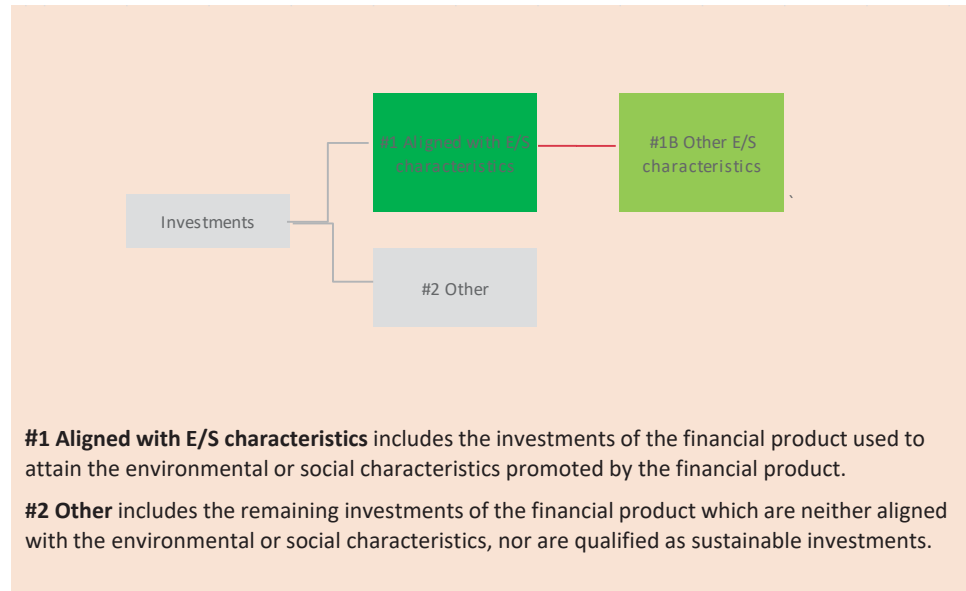 #1 Aligned with E/S
characteristics
#1B Other E/S
characteristics
`
Investments
#2 Other
#1 Aligned with E/S characteristics includes the investments of the financial product used to
attain the environmental or social characteristics promoted by the financial product.
#2 Other includes the remaining investments of the financial product which are neither aligned
with the environmental or social characteristics, nor are qualified as sustainable investments.